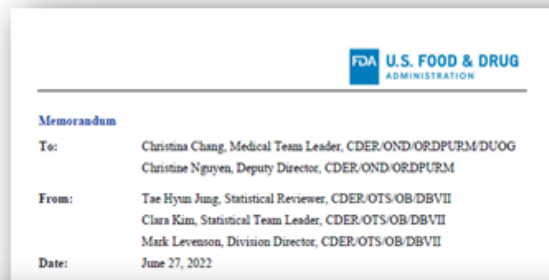 FDA U.S. FOOD & DRUG
ADMINISTRATION
Memorandum
To: Christina Chang, Medical Team Leader, CDER/OND/ORDPURM/DUOG
Christine Nguyen, Deputy Director, CDER/OND/ORDPURM
From: Tae Hyun Jung, Statistical Reviewer, CDER/OTS/OB/DBVII
Clara Kim, Statistical Team Leader, CDER/OTS/OB/DBVII
Mark Levenson, Division Director, CDER/OTS/OB/DBVII
Date: June 27, 2022